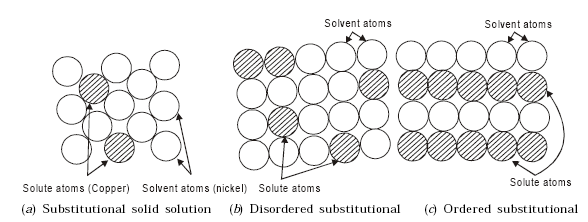 Solvent atoms
Solvent atoms
Solute atoms (Copper)
Solvent atoms (nickel)
Solute atoms
Solute atoms
(a) Substitutional solid solution
(b) Disordered substitutional
(c) Ordered substitutional